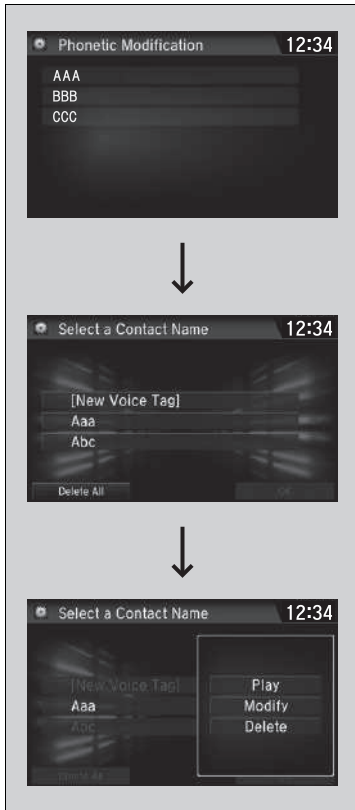 Phonetic Modification 12:34
AAA
BBB
CCC
Select a Contact Name 12:34
[New Voice Tag]
Aaa
Abc
Delete All OK
Select a Contact Name 12:34
[New Voice Tag]
Play
Aaa Modify
Abc Delete
Delete All